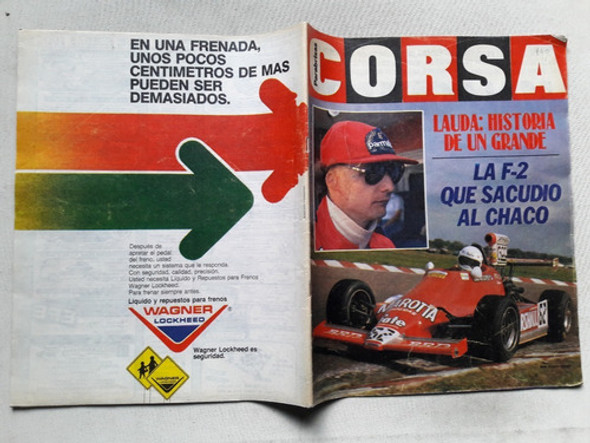 EN UNA FRENADA,
UNOS POCOS
CENTIMETROS DE MAS
PUEDEN SER
DEMASIADOS.
Después de
apretar el pedal
del freno, usted
necesita un sistema que le responda.
Con seguridad, calidad, precisión.
Usted necesita Líquido y Repuestos para Frenos
Wagner Lockheed.
Para frenar siempre antes.
Líquido y repuestos para frenos
WAGNER
LOCKHEED
®
Wagner Lockheed es
seguridad.
Parabrisas
CORSA
LAUDA: HISTORIA
DE UN GRANDE
LA F-2
QUE SACUDIO
AL CHACO
62
62